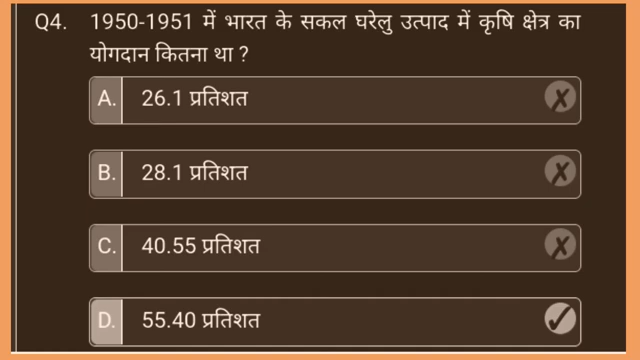 Q4. 1950-1951 में भारत के सकल घरेलु उत्पाद में कृषि क्षेत्र का
योगदान कितना था ?
A. 26.1 प्रतिशत
B. 28.1 प्रतिशत
C. 40.55 प्रतिशत
D. 55.40 प्रतिशत